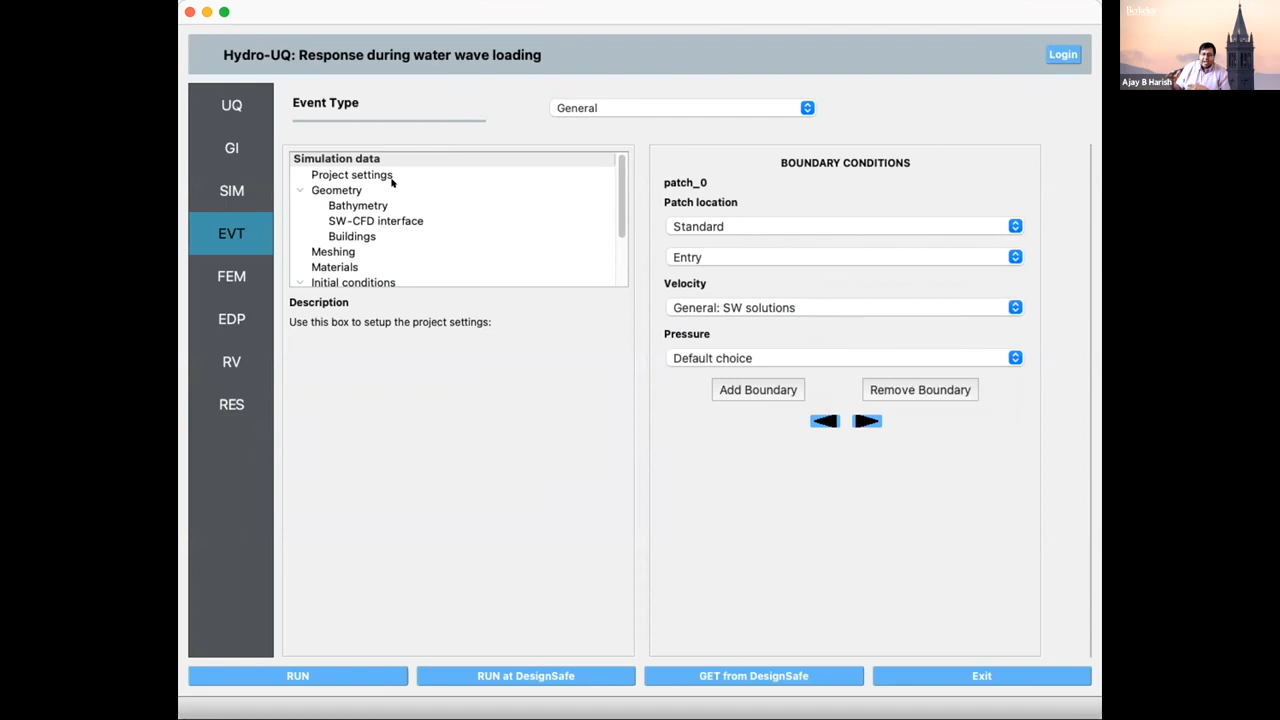 Hydro-UQ: Response during water wave loading
Login
Berkeley
Ajay B Harish
UQ
GI
SIM
EVT
FEM
EDP
RV
RES
Event Type
General
Simulation data
Project settings
Geometry
Bathymetry
SW-CFD interface
Buildings
Meshing
Materials
Initial conditions
Description
Use this box to setup the project settings:
BOUNDARY CONDITIONS
patch_0
Patch location
Standard
Entry
Velocity
General: SW solutions
Pressure
Default choice
Add Boundary
Remove Boundary
RUN
RUN at DesignSafe
GET from DesignSafe
Exit